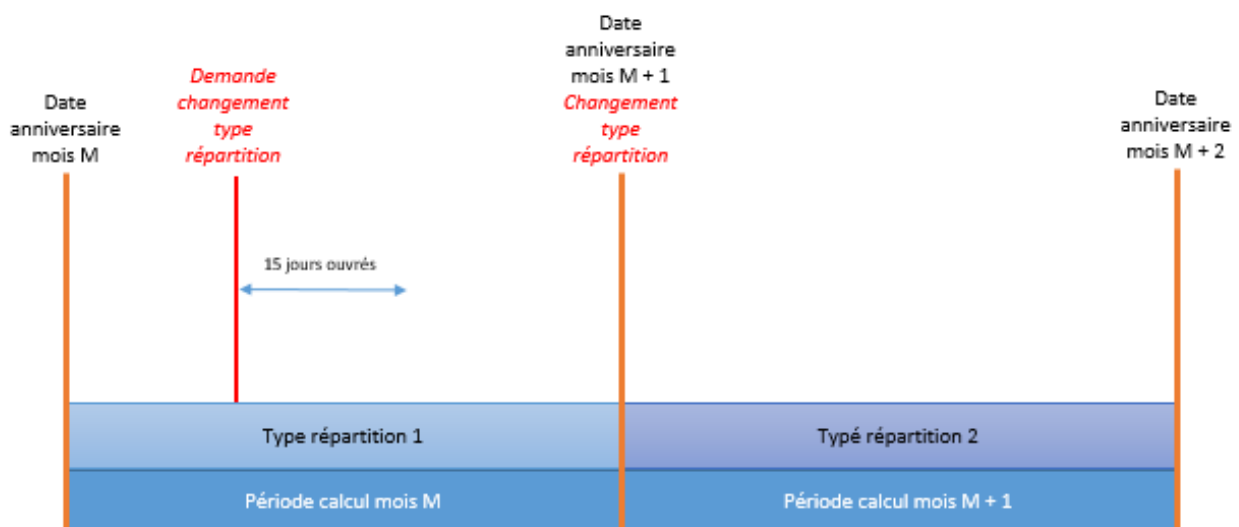 Date
anniversaire
mois M
Demande
changement
type
répartition
Date
anniversaire
mois M + 1
Changement
type
répartition
Date
anniversaire
mois M + 2
15 jours ouvrés
Type répartition 1
Typé répartition 2
Période calcul mois M
Période calcul mois M + 1